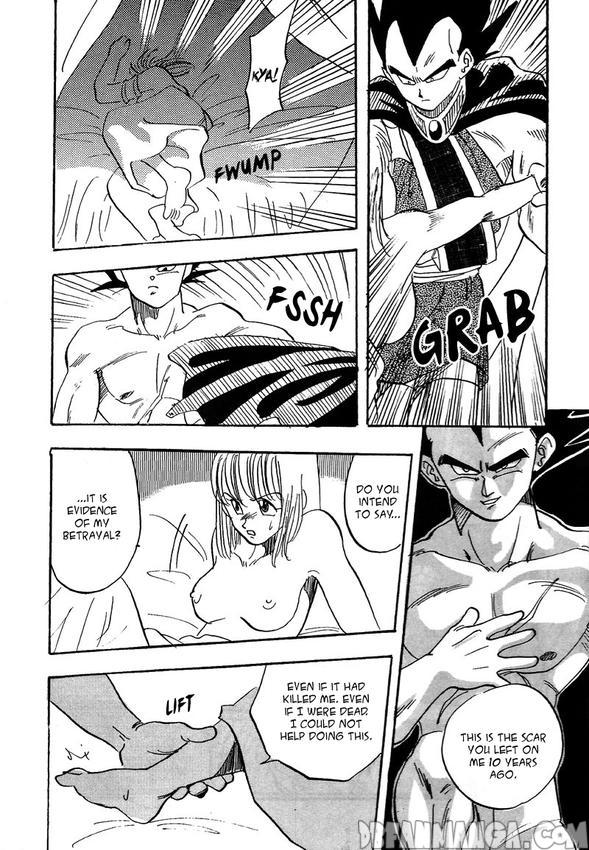 GRAB
KYA!
FWUMP
FSSH
THIS IS THE SCAR
YOU LEFT ON
ME 10 YEARS
AGO.
DO YOU
INTEND
TO SAY...
...IT IS
EVIDENCE
OF MY
BETRAYAL?
EVEN IF IT HAD
KILLED ME. EVEN
IF I WERE DEAD.
I COULD NOT
HELP DOING THIS.
LIFT
DBFANMANGA.COM